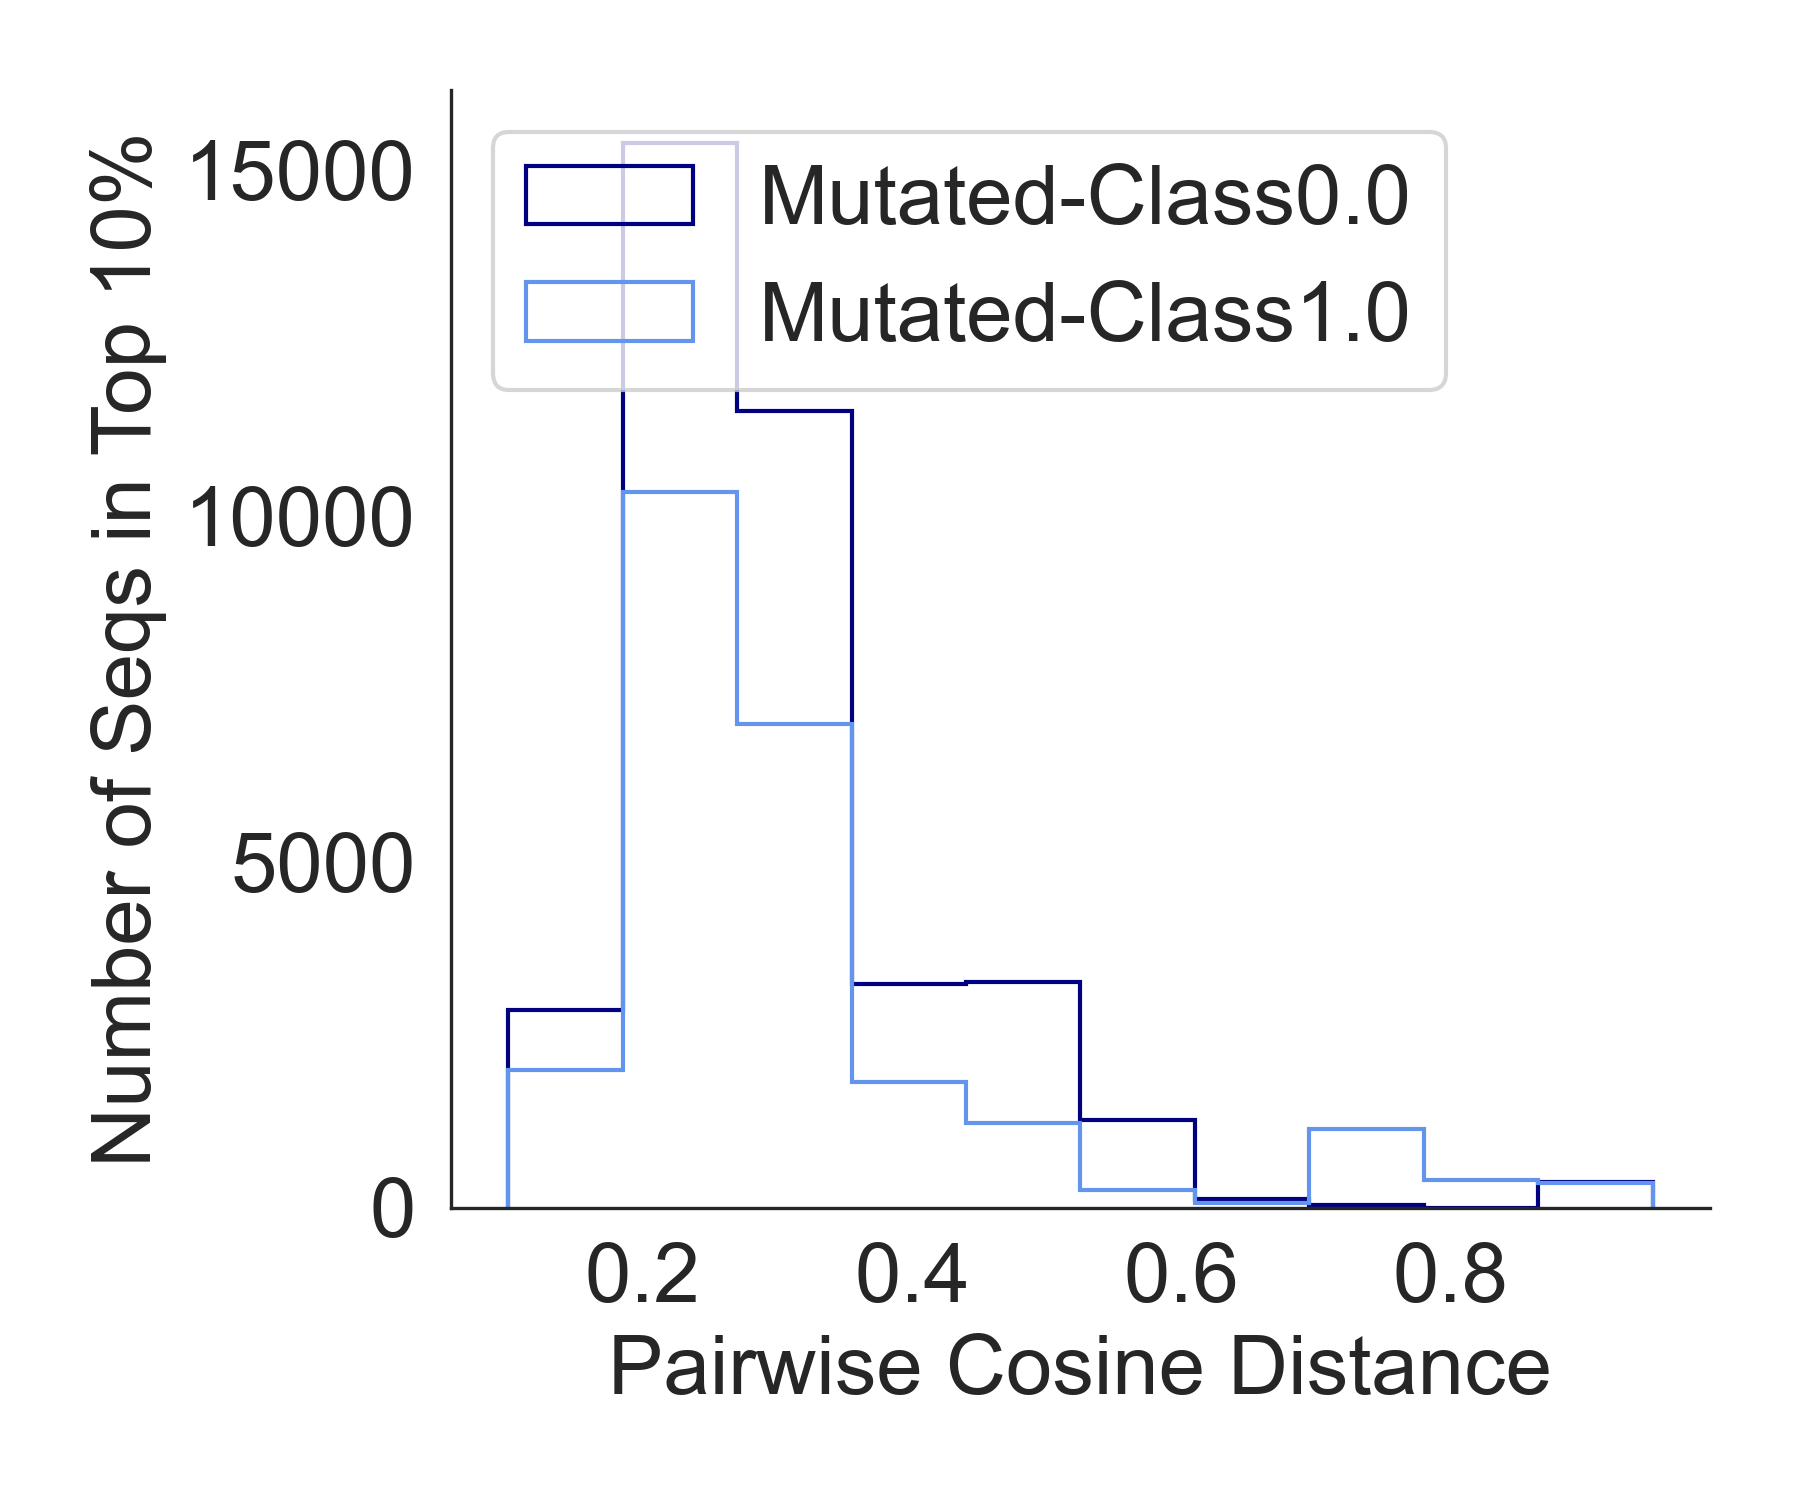 Number of Seqs in Top 10%
15000
10000
5000
0
Mutated-Class0.0
Mutated-Class1.0
0.2 0.4 0.6 0.8
Pairwise Cosine Distance